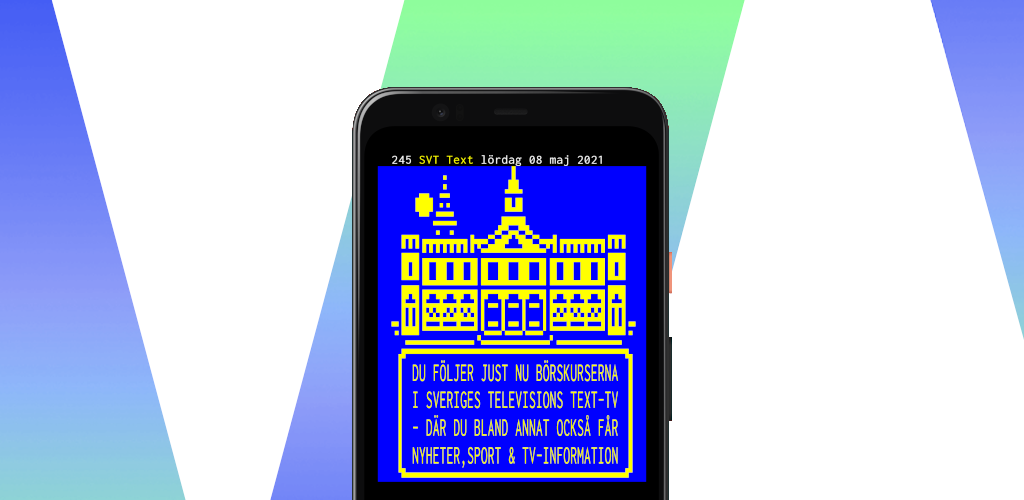 245 SVT Text lördag 08 maj 2021
DU FÖLJER JUST NU BÖRSKURSERNA
I SVERIGES TELEVISIONS TEXT-TV
- DÄR DU BLAND ANNAT OCKSÅ FÅR
NYHETER,SPORT & TV-INFORMATION